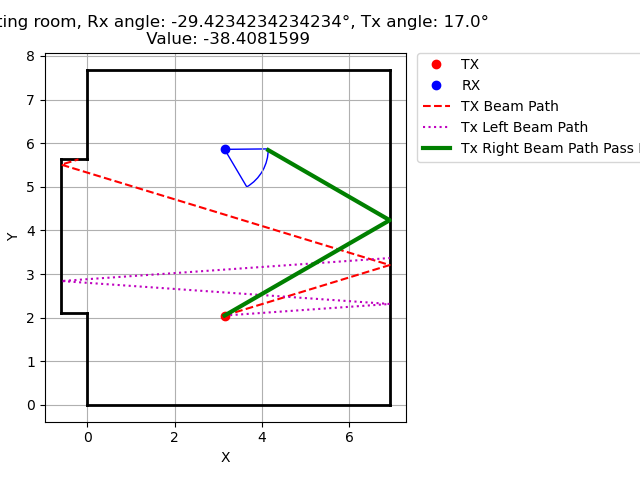 ting room, Rx angle: -29.4234234234234°, Tx angle: 17.0°
Value: -38.4081599
TX
RX
TX Beam Path
Tx Left Beam Path
Tx Right Beam Path Pass
8
7
6
5
4
3
2
1
0
Y
0 2 4 6
X